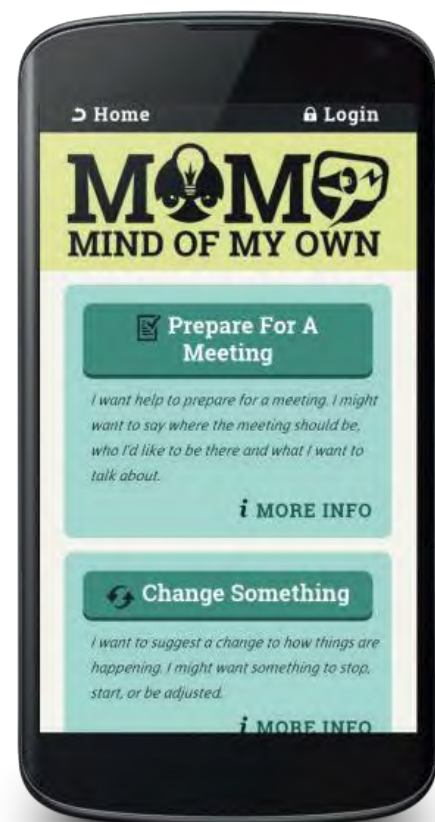 Home Login
MOMO
MIND OF MY OWN
Prepare For A
Meeting
I want help to prepare for a meeting. I might
want to say where the meeting should be,
who I'd like to be there and what I want to
talk about.
i MORE INFO
Change Something
I want to suggest a change to how things are
happening. I might want something to stop,
start, or be adjusted.
i MORE INFO